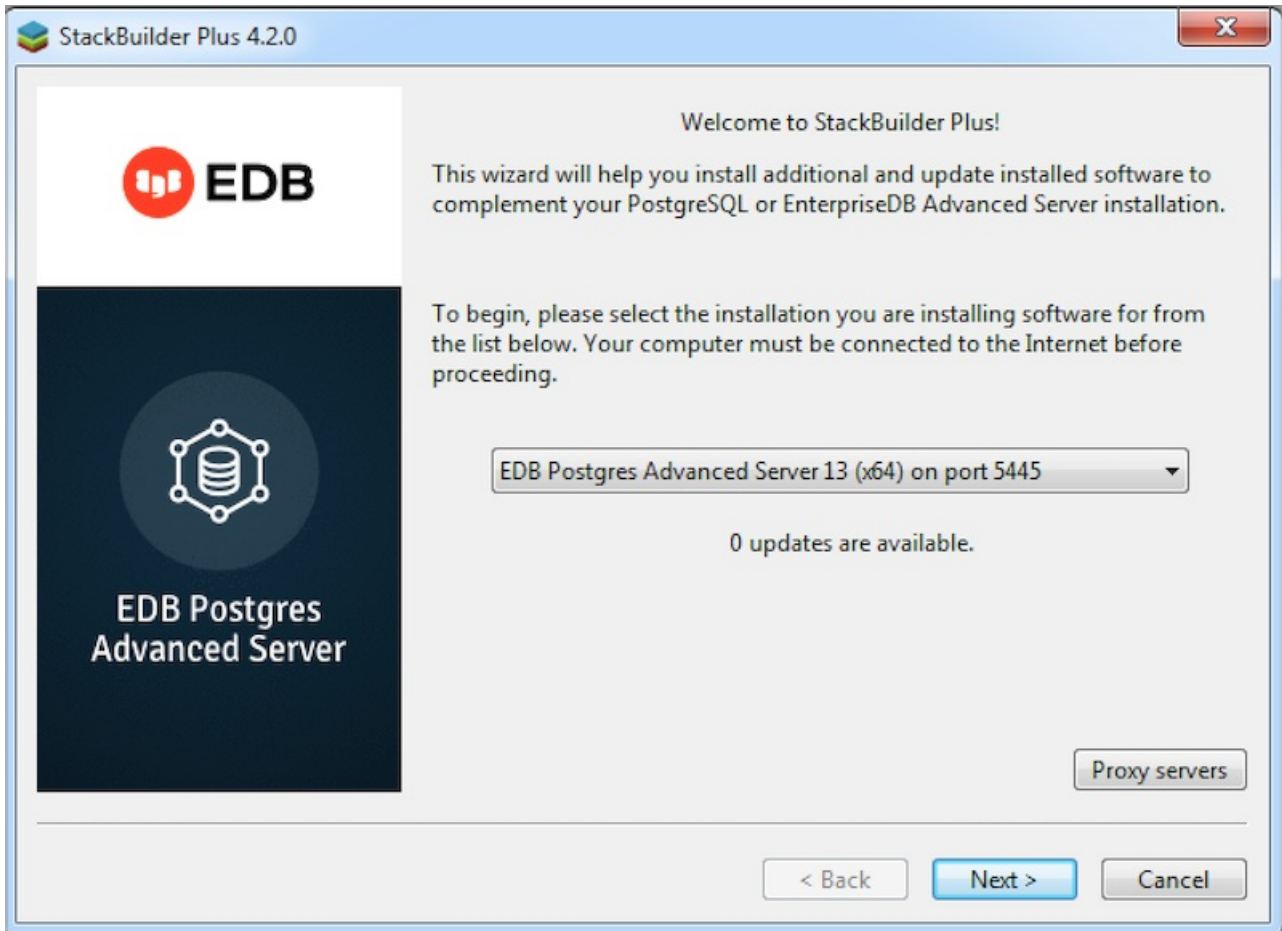 StackBuilder Plus 4.2.0
EDB
EDB Postgres
Advanced Server
Welcome to StackBuilder Plus!
This wizard will help you install additional and update installed software to
complement your PostgreSQL or EnterpriseDB Advanced Server installation.
To begin, please select the installation you are installing software for from
the list below. Your computer must be connected to the Internet before
proceeding.
EDB Postgres Advanced Server 13 (x64) on port 5445
0 updates are available.
Proxy servers
< Back
Next >
Cancel